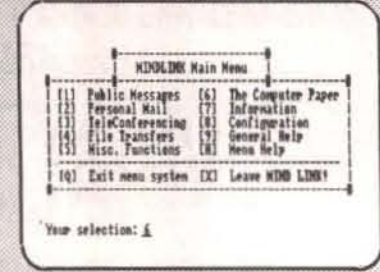 MINDLINK Main Menu
[1] Public Messages [6] The Computer Paper
[2] Personal Mail [7] Information
[3] TeleConferencing [8] Configuration
[4] File Transfers [9] General Help
[5] Misc. Functions [M] Menu Help
[Q] Exit menu system [X] Leave MIND LINK!
Your selection: 6